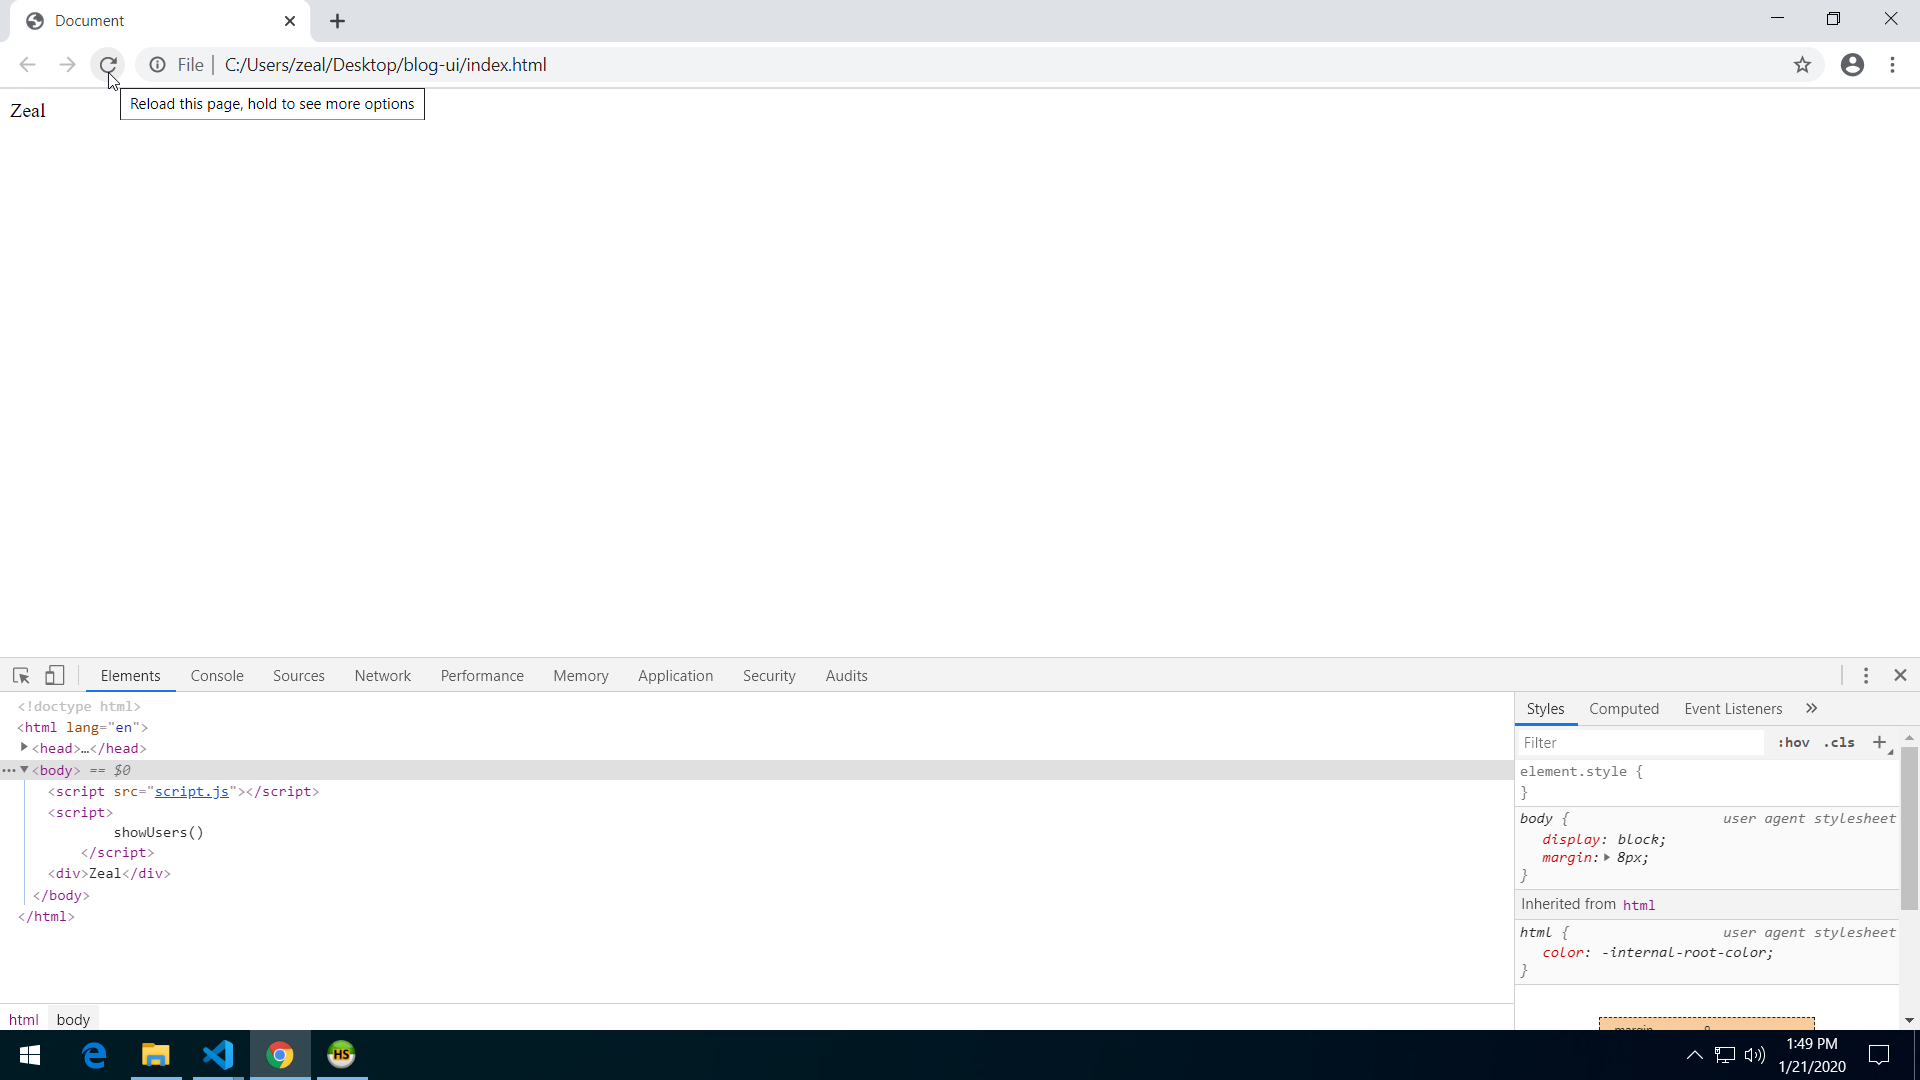 Document
File | C:/Users/zeal/Desktop/blog-ui/index.html
Reload this page, hold to see more options
Zeal
Elements Console Sources Network Performance Memory Application Security Audits
<!doctype html>
<html lang="en">
<head>…</head>
<body> == $0
<script src="script.js"></script>
<script>
showUsers()
</script>
<div>Zeal</div>
</body>
</html>
html body
Styles Computed Event Listeners »
Filter :hov .cls +
element.style {
}
body { user agent stylesheet
display: block;
margin: 8px;
}
Inherited from html
html { user agent stylesheet
color: -internal-root-color;
}
margin 8
HS
1:49 PM
1/21/2020